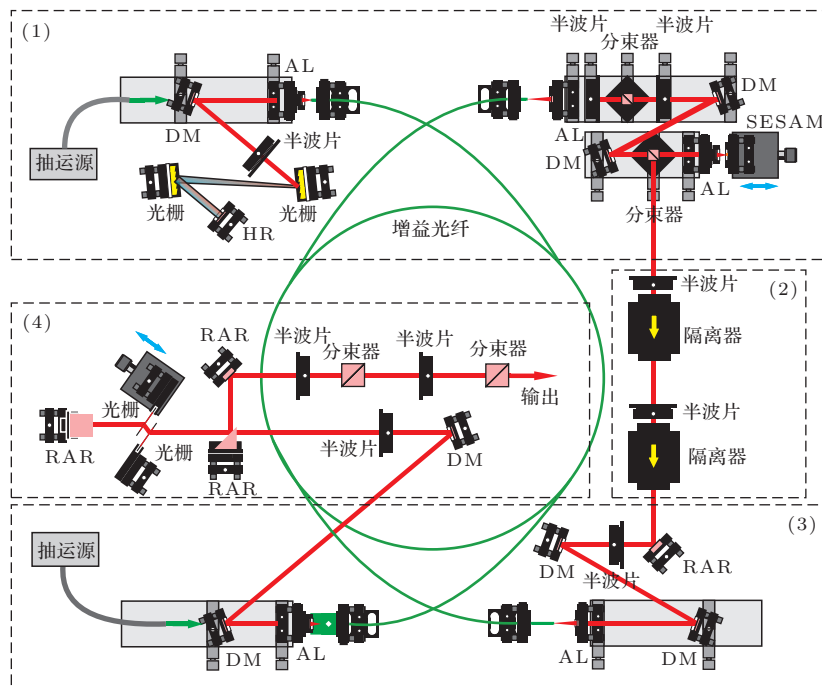 (1)
半波片 半波片
分束器
AL
DM
DM
半波片
抽运源
光栅
HR
光栅
AL
SESAM
DM
AL
分束器
增益光纤
(2)
半波片
隔离器
半波片
隔离器
(4)
RAR
半波片
分束器
半波片
分束器
输出
光栅
光栅
RAR
RAR
半波片
DM
(3)
抽运源
DM
半波片
RAR
DM
AL
AL
DM